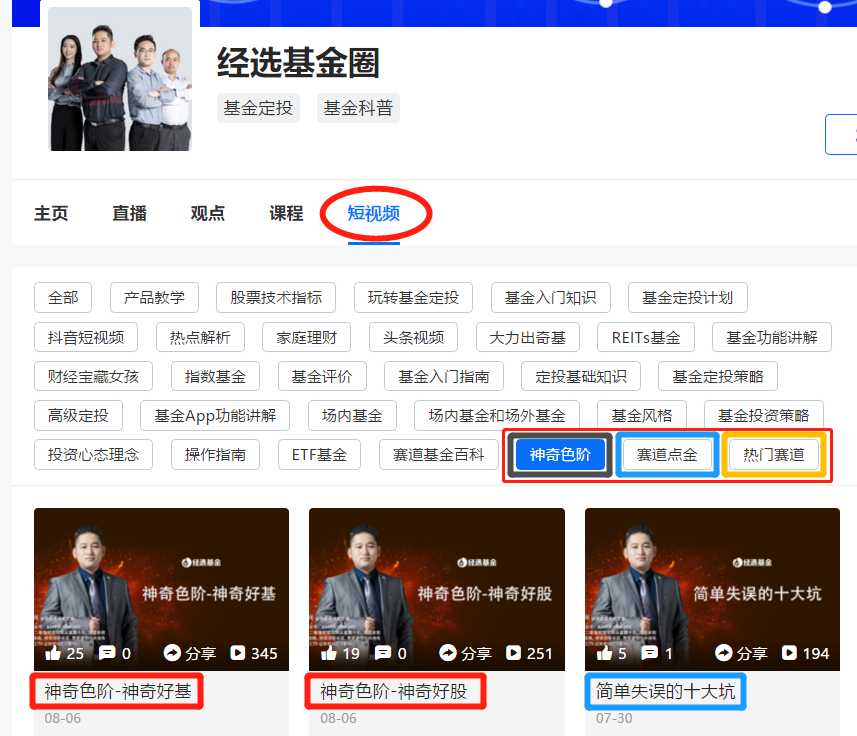 经选基金圈
基金定投 基金科普
主页 直播 观点 课程 短视频
全部 产品教学 股票技术指标 玩转基金定投 基金入门知识 基金定投计划
抖音短视频 热点解析 家庭理财 头条视频 大力出奇基 REITs基金 基金功能讲解
财经宝藏女孩 指数基金 基金评价 基金入门指南 定投基础知识 基金定投策略
高级定投 基金App功能讲解 场内基金 场内基金和场外基金 基金风格 基金投资策略
投资心态理念 操作指南 ETF基金 赛道基金百科 神奇色阶 赛道点金 热门赛道
经选基金 经选基金 经选基金
神奇色阶-神奇好基 神奇色阶-神奇好股 简单失误的十大坑
25 0 分享 345 19 0 分享 251 5 1 分享 194
神奇色阶-神奇好基 神奇色阶-神奇好股 简单失误的十大坑
08-06 08-06 07-30